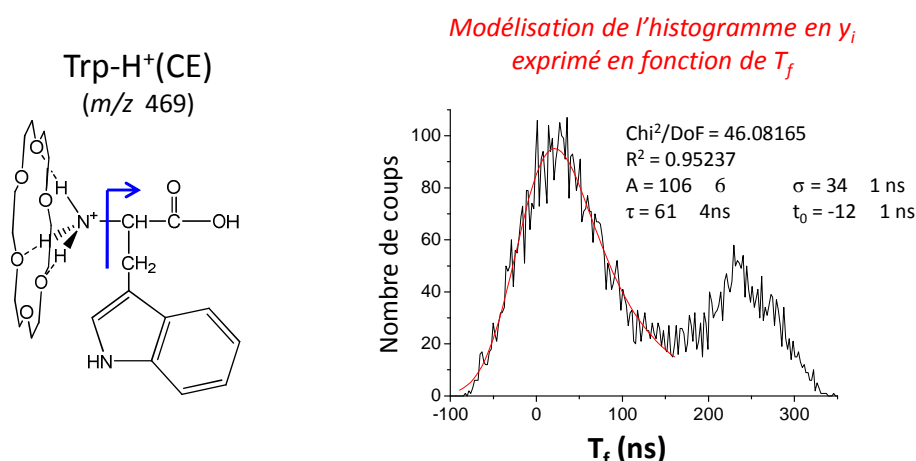 Trp-H⁺(CE)
(m/z 469)
O
O
O
O
O
O
H
H
H
N⁺
CH
C
O
OH
CH₂
HN
Modélisation de l'histogramme en yᵢ
exprimé en fonction de T_f
Chi²/DoF = 46.08165
R² = 0.95237
A = 106 6 σ = 34 1 ns
τ = 61 4ns t₀ = -12 1 ns
Nombre de coups
100
80
60
40
20
0
-100 0 100 200 300
T_f (ns)